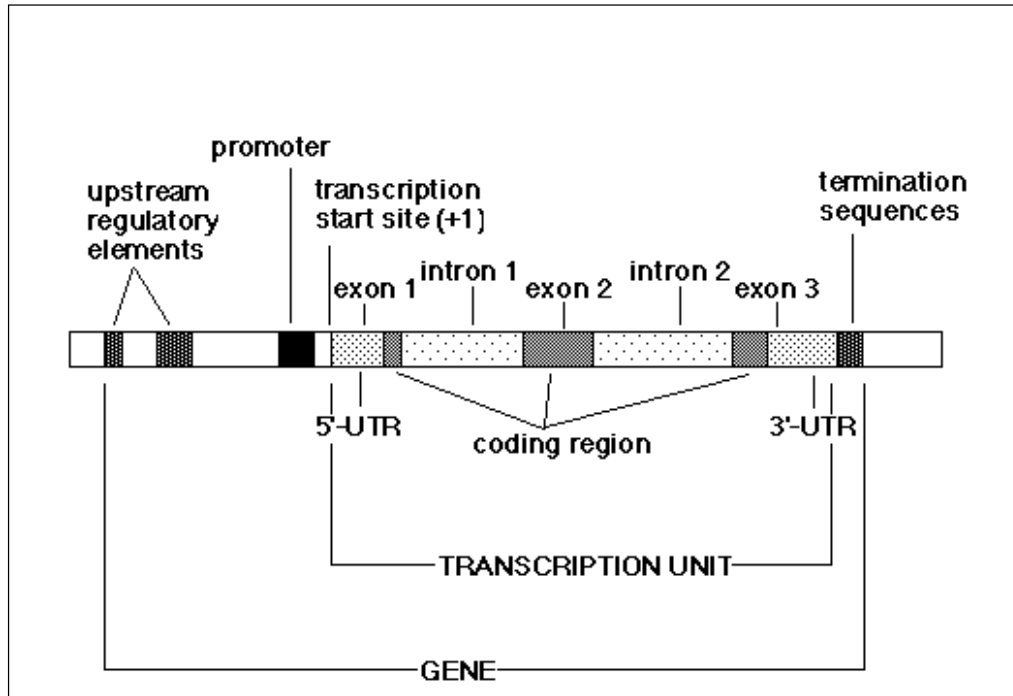 promoter
upstream
regulatory
elements
transcription
start site (+1)
termination
sequences
exon 1
intron 1
exon 2
intron 2
exon 3
5'-UTR
coding region
3'-UTR
TRANSCRIPTION UNIT
GENE